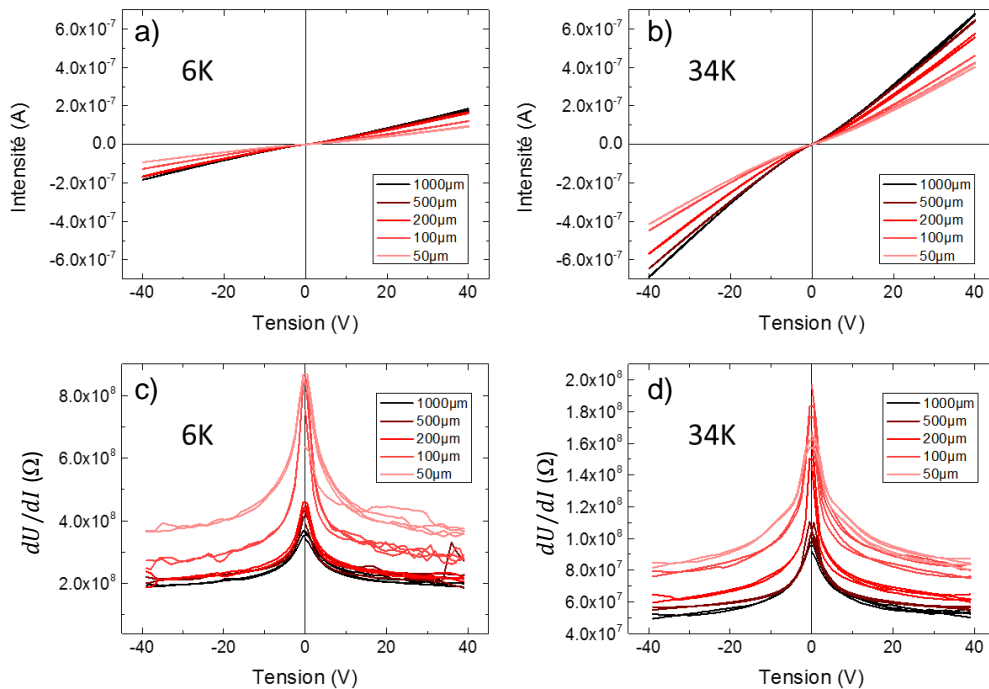 a)
6K
Intensité (A)
6.0x10⁻⁷
4.0x10⁻⁷
2.0x10⁻⁷
0.0
-2.0x10⁻⁷
-4.0x10⁻⁷
-6.0x10⁻⁷
1000µm
500µm
200µm
100µm
50µm
-40 -20 0 20 40
Tension (V)
b)
34K
Intensité (A)
6.0x10⁻⁷
4.0x10⁻⁷
2.0x10⁻⁷
0.0
-2.0x10⁻⁷
-4.0x10⁻⁷
-6.0x10⁻⁷
1000µm
500µm
200µm
100µm
50µm
-40 -20 0 20 40
Tension (V)
c)
6K
dU/dI (Ω)
8.0x10⁸
6.0x10⁸
4.0x10⁸
2.0x10⁸
1000µm
500µm
200µm
100µm
50µm
-40 -20 0 20 40
Tension (V)
d)
34K
dU/dI (Ω)
2.0x10⁸
1.8x10⁸
1.6x10⁸
1.4x10⁸
1.2x10⁸
1.0x10⁸
8.0x10⁷
6.0x10⁷
4.0x10⁷
1000µm
500µm
200µm
100µm
50µm
-40 -20 0 20 40
Tension (V)